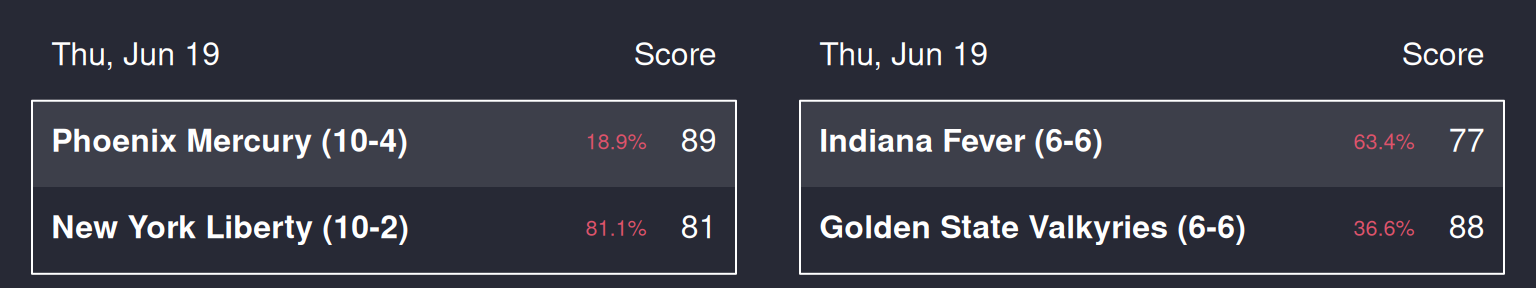 Thu, Jun 19 Score
Phoenix Mercury (10-4) 18.9% 89
New York Liberty (10-2) 81.1% 81
Thu, Jun 19 Score
Indiana Fever (6-6) 63.4% 77
Golden State Valkyries (6-6) 36.6% 88